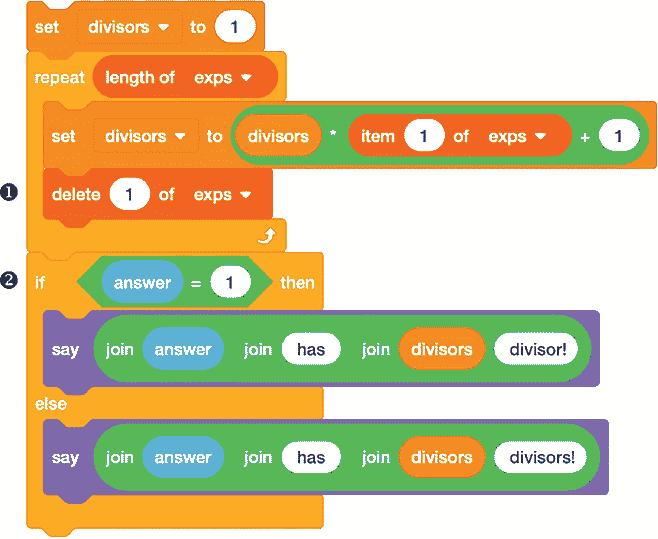 set divisors to 1
repeat length of exps
set divisors to divisors * item 1 of exps + 1
❶ delete 1 of exps
❷ if answer = 1 then
say join answer join has join divisors divisor!
else
say join answer join has join divisors divisors!